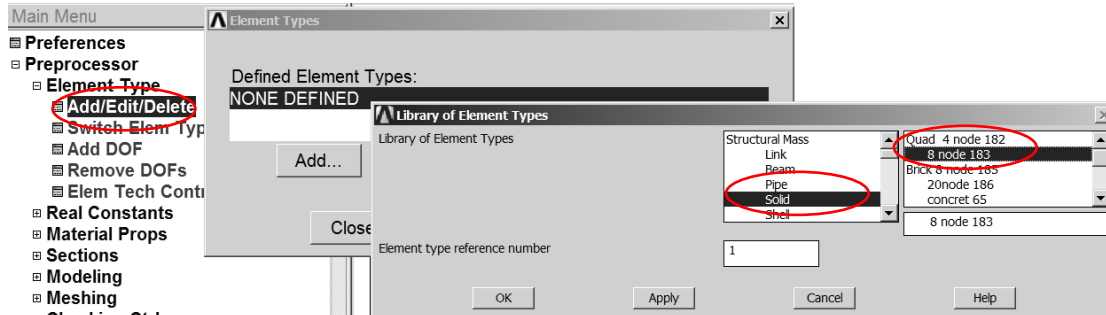 Main Menu
Preferences
Preprocessor
Element Type
Add/Edit/Delete
Switch Elem Typ
Add DOF
Remove DOFs
Elem Tech Contr
Real Constants
Material Props
Sections
Modeling
Meshing
Element Types
Defined Element Types:
NONE DEFINED
Add...
Close
Library of Element Types
Library of Element Types
Structural Mass
Link
Beam
Pipe
Solid
Shell
Quad 4 node 182
8 node 183
Brick 8 node 185
20node 186
concret 65
8 node 183
Element type reference number
1
OK
Apply
Cancel
Help